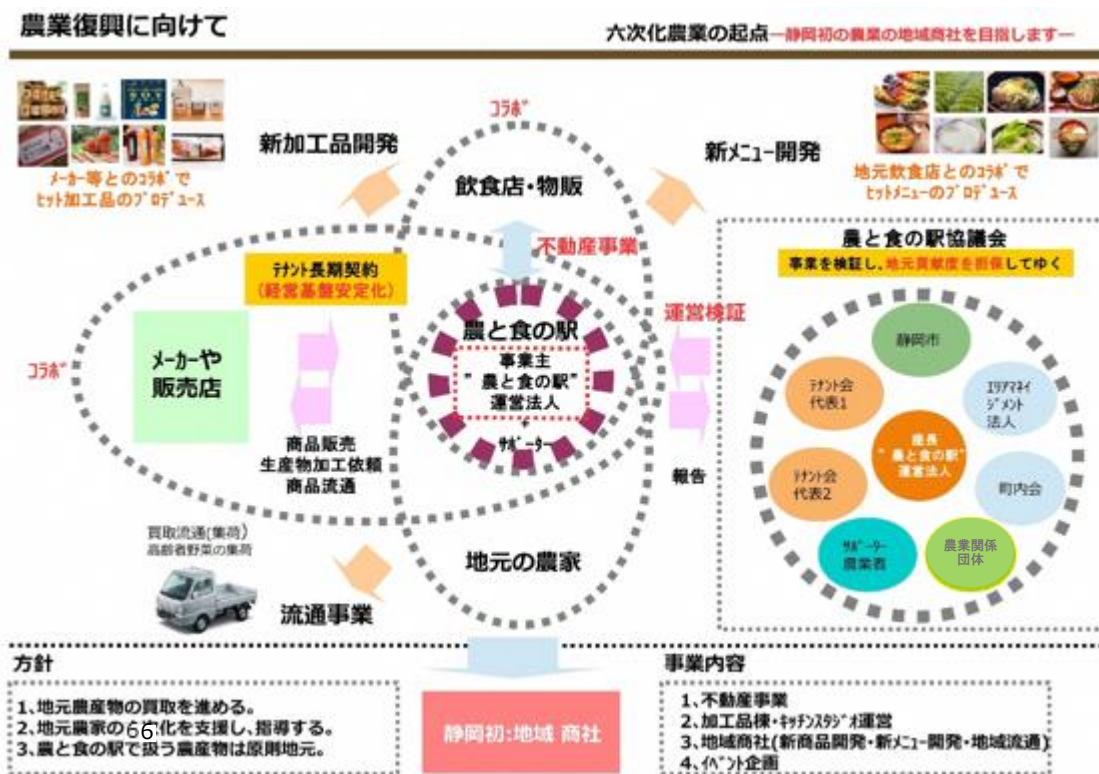 農業復興に向けて
六次化農業の起点―静岡初の農業の地域商社を目指します―
コラボ
新加工品開発
新メニュー開発
メーカー等とのコラボで
ヒット加工品のプロデュース
飲食店・物販
地元飲食店とのコラボで
ヒットメニューのプロデュース
不動産事業
農と食の駅協議会
事業を検証し、地元貢献度を担保してゆく
テナント長期契約
(経営基盤安定化)
農と食の駅
運営検証
静岡市
コラボ
メーカーや
販売店
事業主
”農と食の駅”
運営法人
+
サポーター
テナント会
代表1
エリアマネイ
ジメント
法人
座長
”農と食の駅”
運営法人
商品販売
生産物加工依頼
商品流通
報告
テナント会
代表2
町内会
買取流通(集荷)
高齢者野菜の集荷
地元の農家
サポーター
農業者
農業関係
団体
流通事業
方針
1、地元農産物の買取を進める。
2、地元農家の6次化を支援し、指導する。
3、農と食の駅で扱う農産物は原則地元。
66
静岡初:地域 商社
事業内容
1、不動産事業
2、加工品棟・キッチンスタジオ運営
3、地域商社(新商品開発・新メニュー開発・地域流通)
4、イベント企画